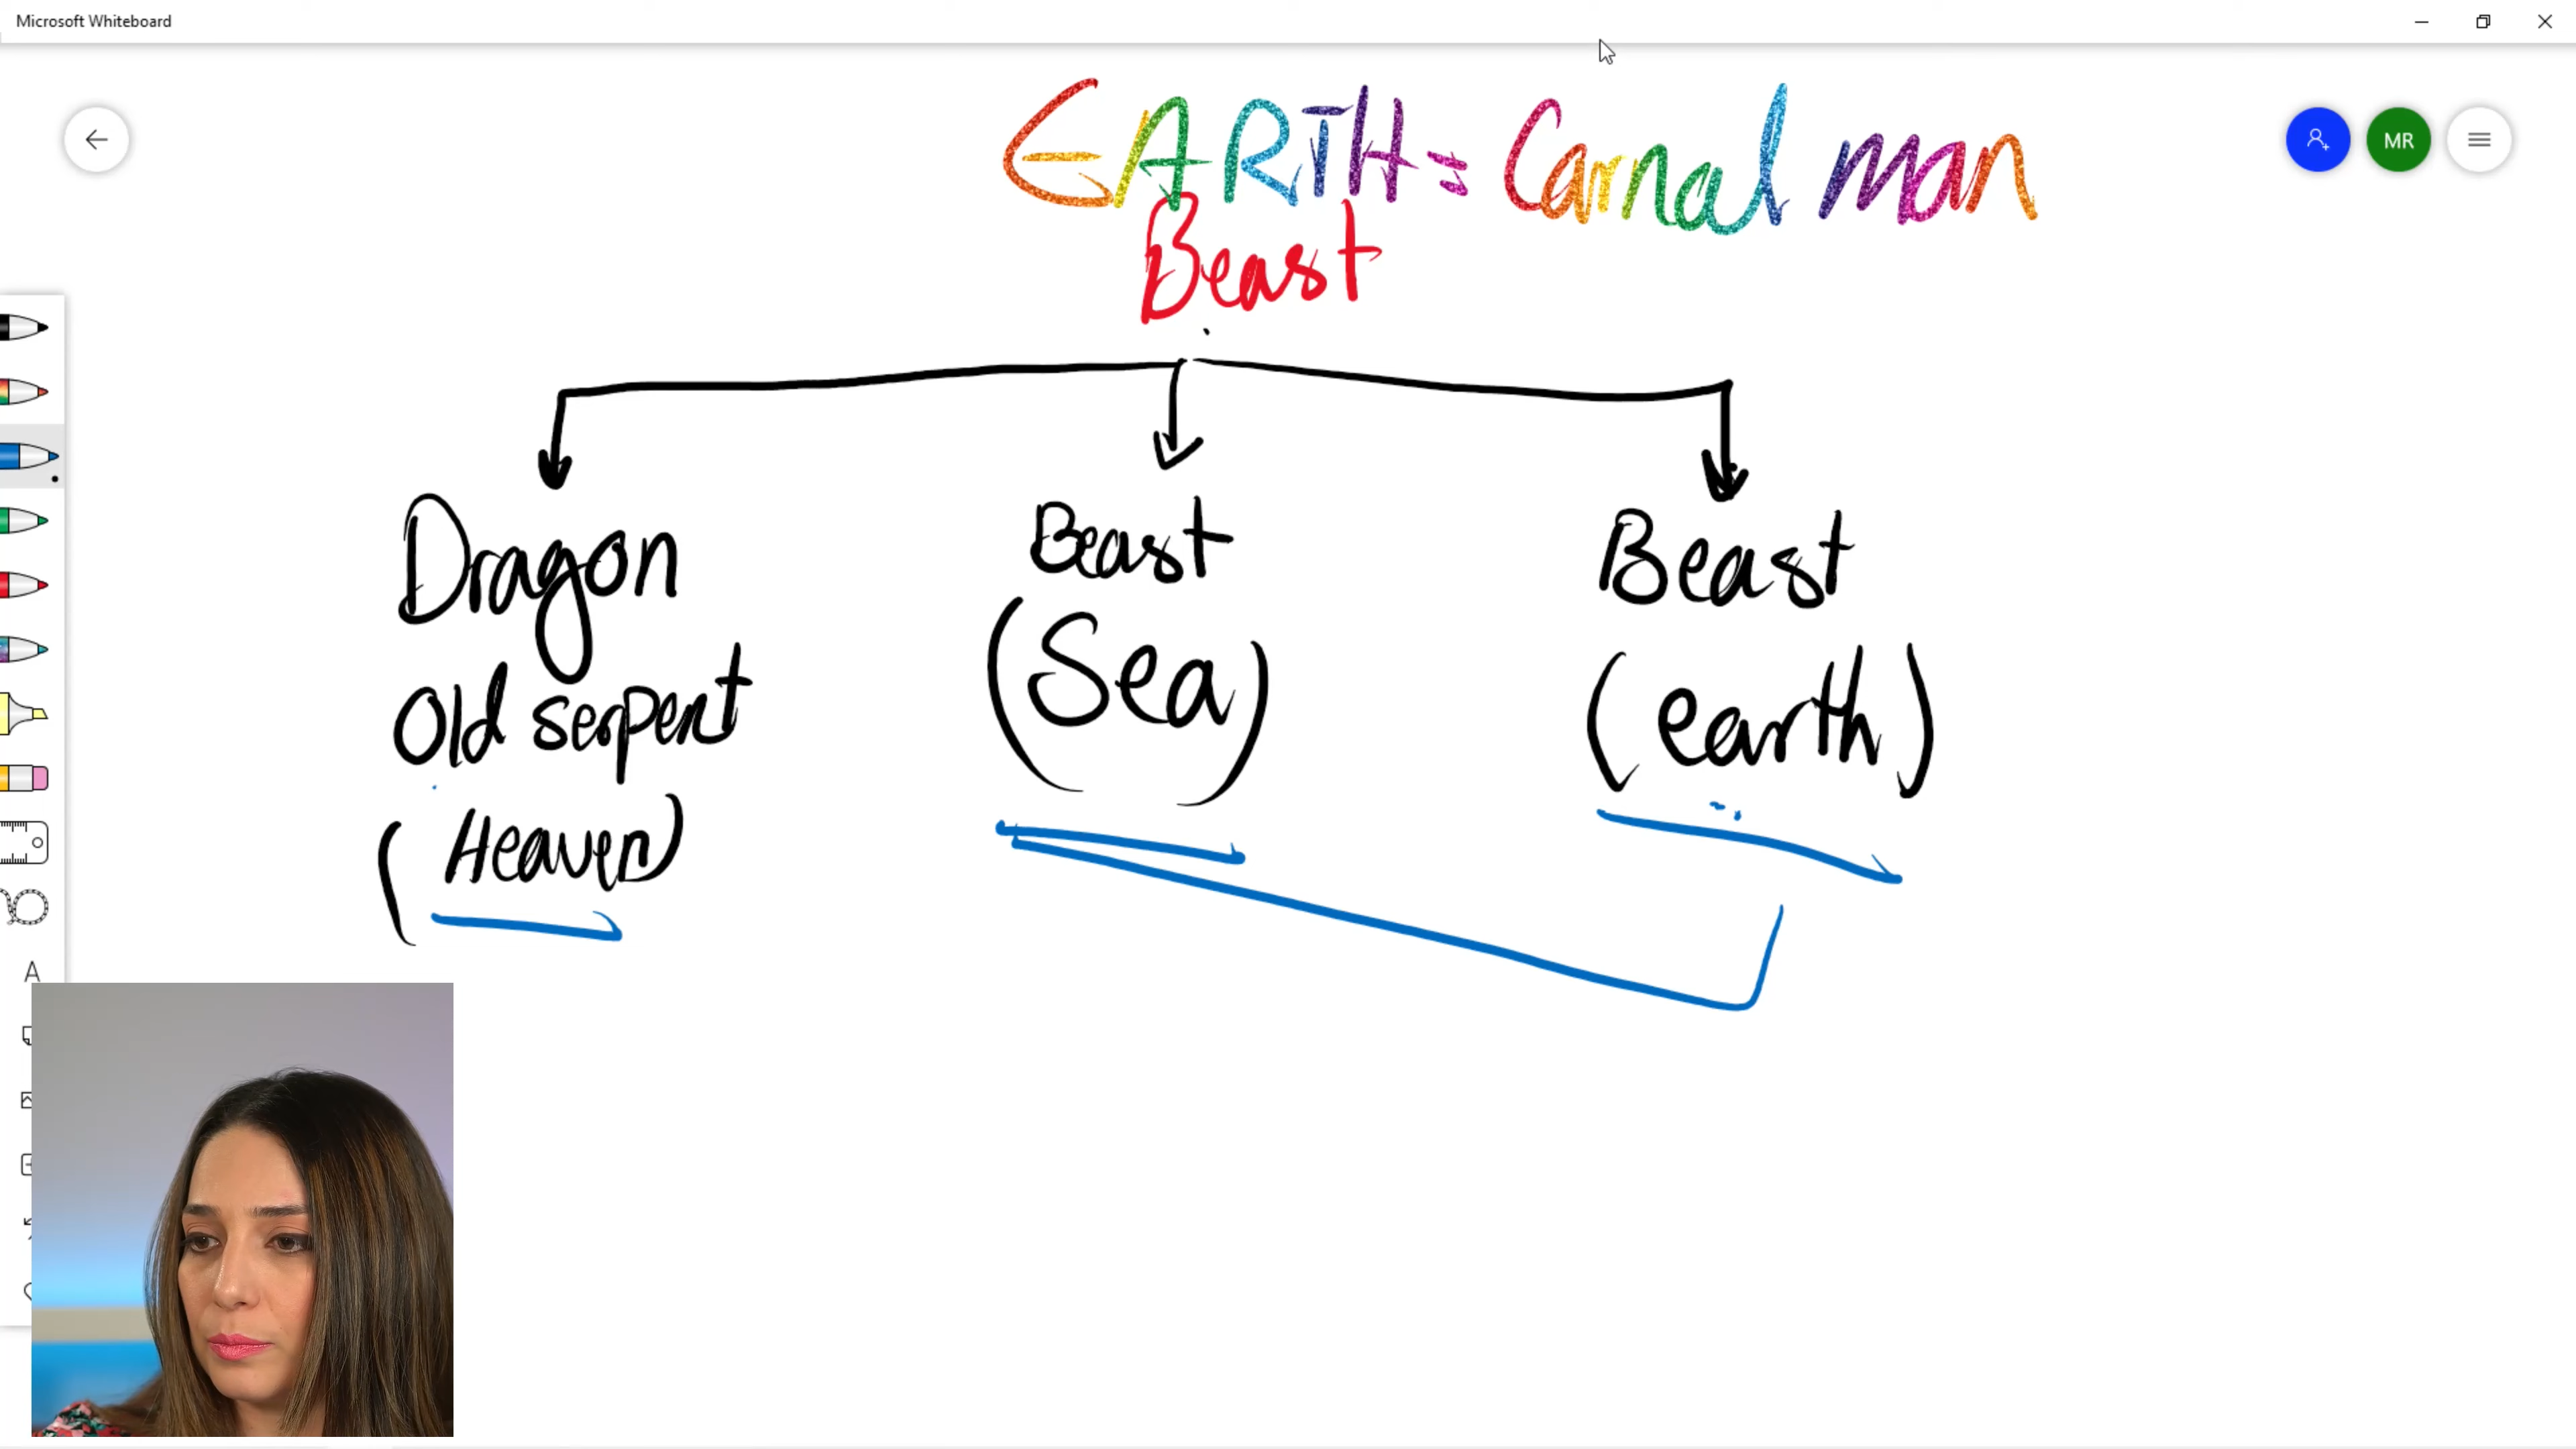 Microsoft Whiteboard
EARTH = Carnal man
MR
Beast
Dragon
Old serpent
(Heaven)
Beast
(Sea)
Beast
(earth)
A